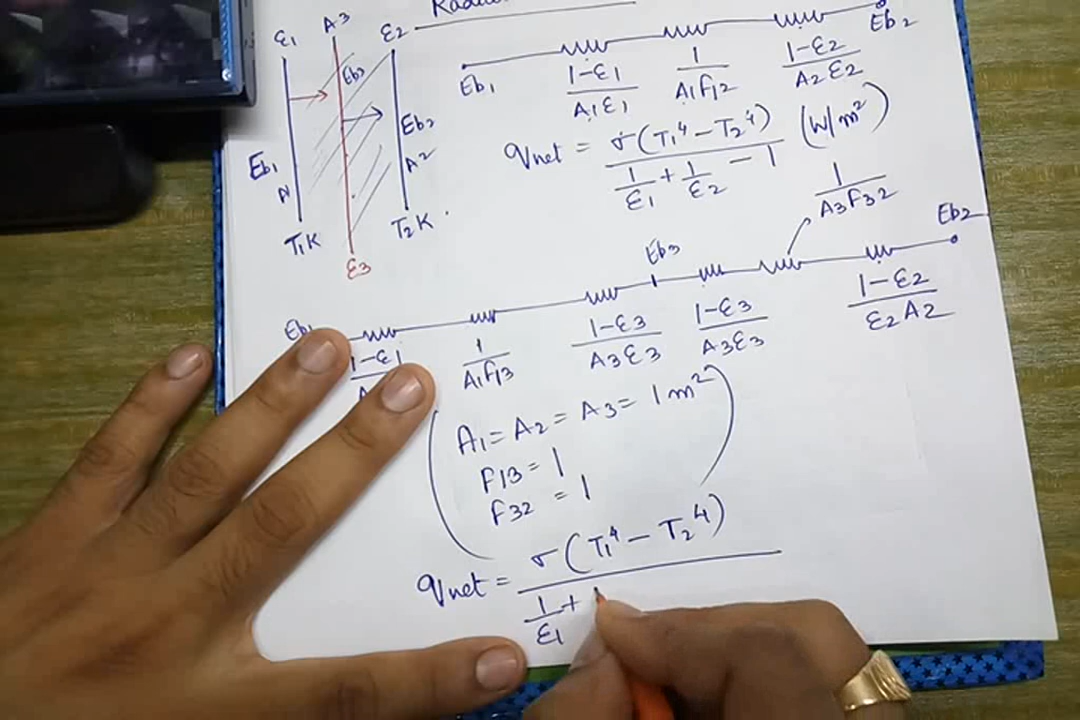 ε1 A3 ε2
Eb3
Eb1 Eb2
A1 A2
T1K T2K
ε3
Eb1 Eb2
1-ε1/A1ε1 1/A1F12 1-ε2/A2ε2
qnet = σ(T1⁴ - T2⁴)/(1/ε1 + 1/ε2 - 1) (W/m²)
1/A3F32
Eb1 Eb3 Eb2
1-ε1 1/A1F13 1-ε3/A3ε3 1-ε3/A3ε3 1-ε2/ε2A2
(A1 = A2 = A3 = 1m²
F13 = 1
F32 = 1)
qnet = σ(T1⁴ - T2⁴)
1/ε1 +